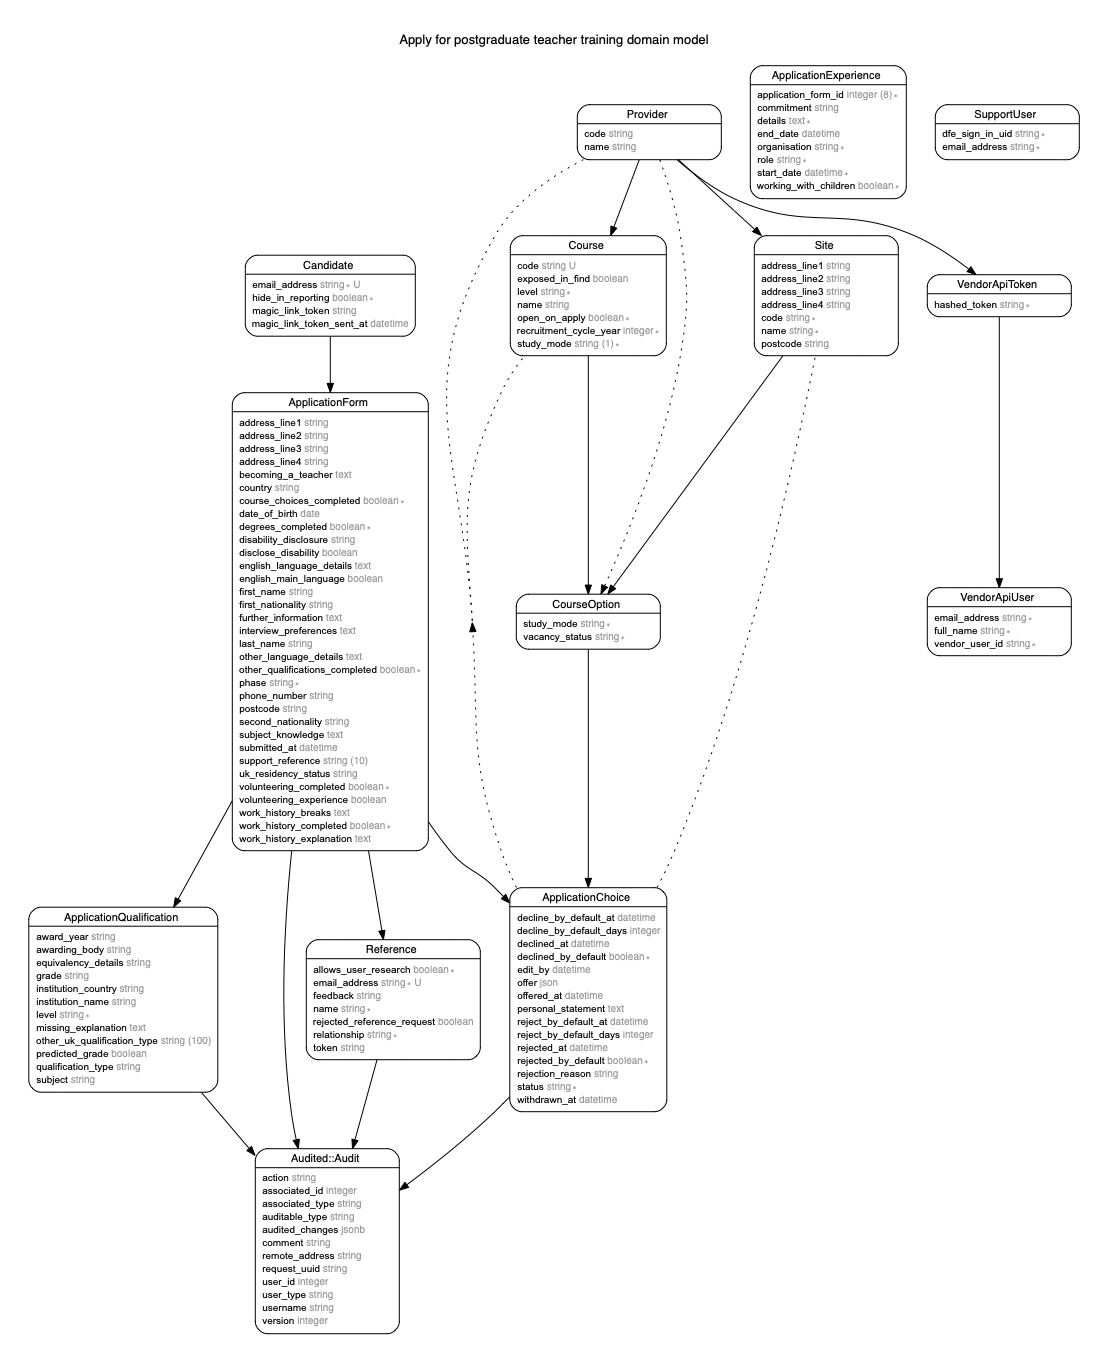 Apply for postgraduate teacher training domain model
ApplicationExperience
application_form_id integer (8) ∗
commitment string
details text ∗
end_date datetime
organisation string ∗
role string ∗
start_date datetime ∗
working_with_children boolean ∗
Provider
code string
name string
SupportUser
dfe_sign_in_uid string ∗
email_address string ∗
Candidate
email_address string ∗ U
hide_in_reporting boolean ∗
magic_link_token string
magic_link_token_sent_at datetime
Course
code string U
exposed_in_find boolean
level string ∗
name string
open_on_apply boolean ∗
recruitment_cycle_year integer ∗
study_mode string (1) ∗
Site
address_line1 string
address_line2 string
address_line3 string
address_line4 string
code string ∗
name string ∗
postcode string
VendorApiToken
hashed_token string ∗
ApplicationForm
address_line1 string
address_line2 string
address_line3 string
address_line4 string
becoming_a_teacher text
country string
course_choices_completed boolean ∗
date_of_birth date
degrees_completed boolean ∗
disability_disclosure string
disclose_disability boolean
english_language_details text
english_main_language boolean
first_name string
first_nationality string
further_information text
interview_preferences text
last_name string
other_language_details text
other_qualifications_completed boolean ∗
phase string ∗
phone_number string
postcode string
second_nationality string
subject_knowledge text
submitted_at datetime
support_reference string (10)
uk_residency_status string
volunteering_completed boolean ∗
volunteering_experience boolean
work_history_breaks text
work_history_completed boolean ∗
work_history_explanation text
CourseOption
study_mode string ∗
vacancy_status string ∗
VendorApiUser
email_address string ∗
full_name string ∗
vendor_user_id string ∗
ApplicationQualification
award_year string
awarding_body string
equivalency_details string
grade string
institution_country string
institution_name string
level string ∗
missing_explanation text
other_uk_qualification_type string (100)
predicted_grade boolean
qualification_type string
subject string
Reference
allows_user_research boolean ∗
email_address string ∗ U
feedback string
name string ∗
rejected_reference_request boolean
relationship string ∗
token string
ApplicationChoice
decline_by_default_at datetime
decline_by_default_days integer
declined_at datetime
declined_by_default boolean ∗
edit_by datetime
offer json
offered_at datetime
personal_statement text
reject_by_default_at datetime
reject_by_default_days integer
rejected_at datetime
rejected_by_default boolean ∗
rejection_reason string
status string ∗
withdrawn_at datetime
Audited::Audit
action string
associated_id integer
associated_type string
auditable_type string
audited_changes jsonb
comment string
remote_address string
request_uuid string
user_id integer
user_type string
username string
version integer